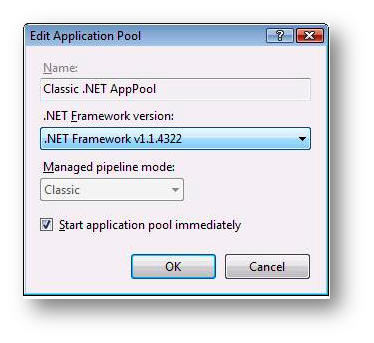 Edit Application Pool
Name:
Classic .NET AppPool
.NET Framework version:
.NET Framework v1.1.4322
Managed pipeline mode:
Classic
Start application pool immediately
OK
Cancel